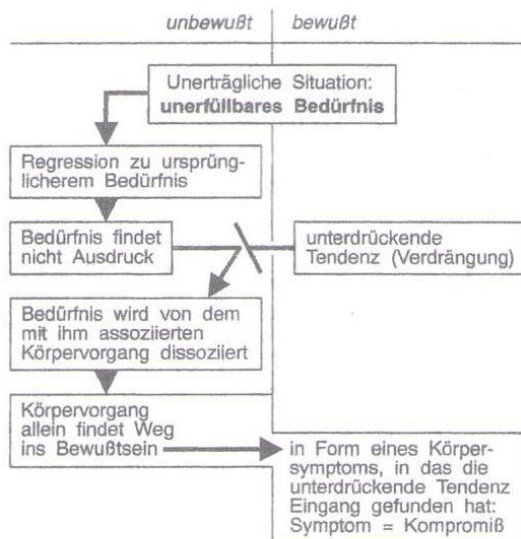 unbewußt
bewußt
Unerträgliche Situation:
unerfüllbares Bedürfnis
Regression zu ursprüng-
licherem Bedürfnis
Bedürfnis findet
nicht Ausdruck
unterdrückende
Tendenz (Verdrängung)
Bedürfnis wird von dem
mit ihm assoziierten
Körpervorgang dissoziiert
Körpervorgang
allein findet Weg
ins Bewußtsein
in Form eines Körper-
symptoms, in das die
unterdrückende Tendenz
Eingang gefunden hat:
Symptom = Kompromiß